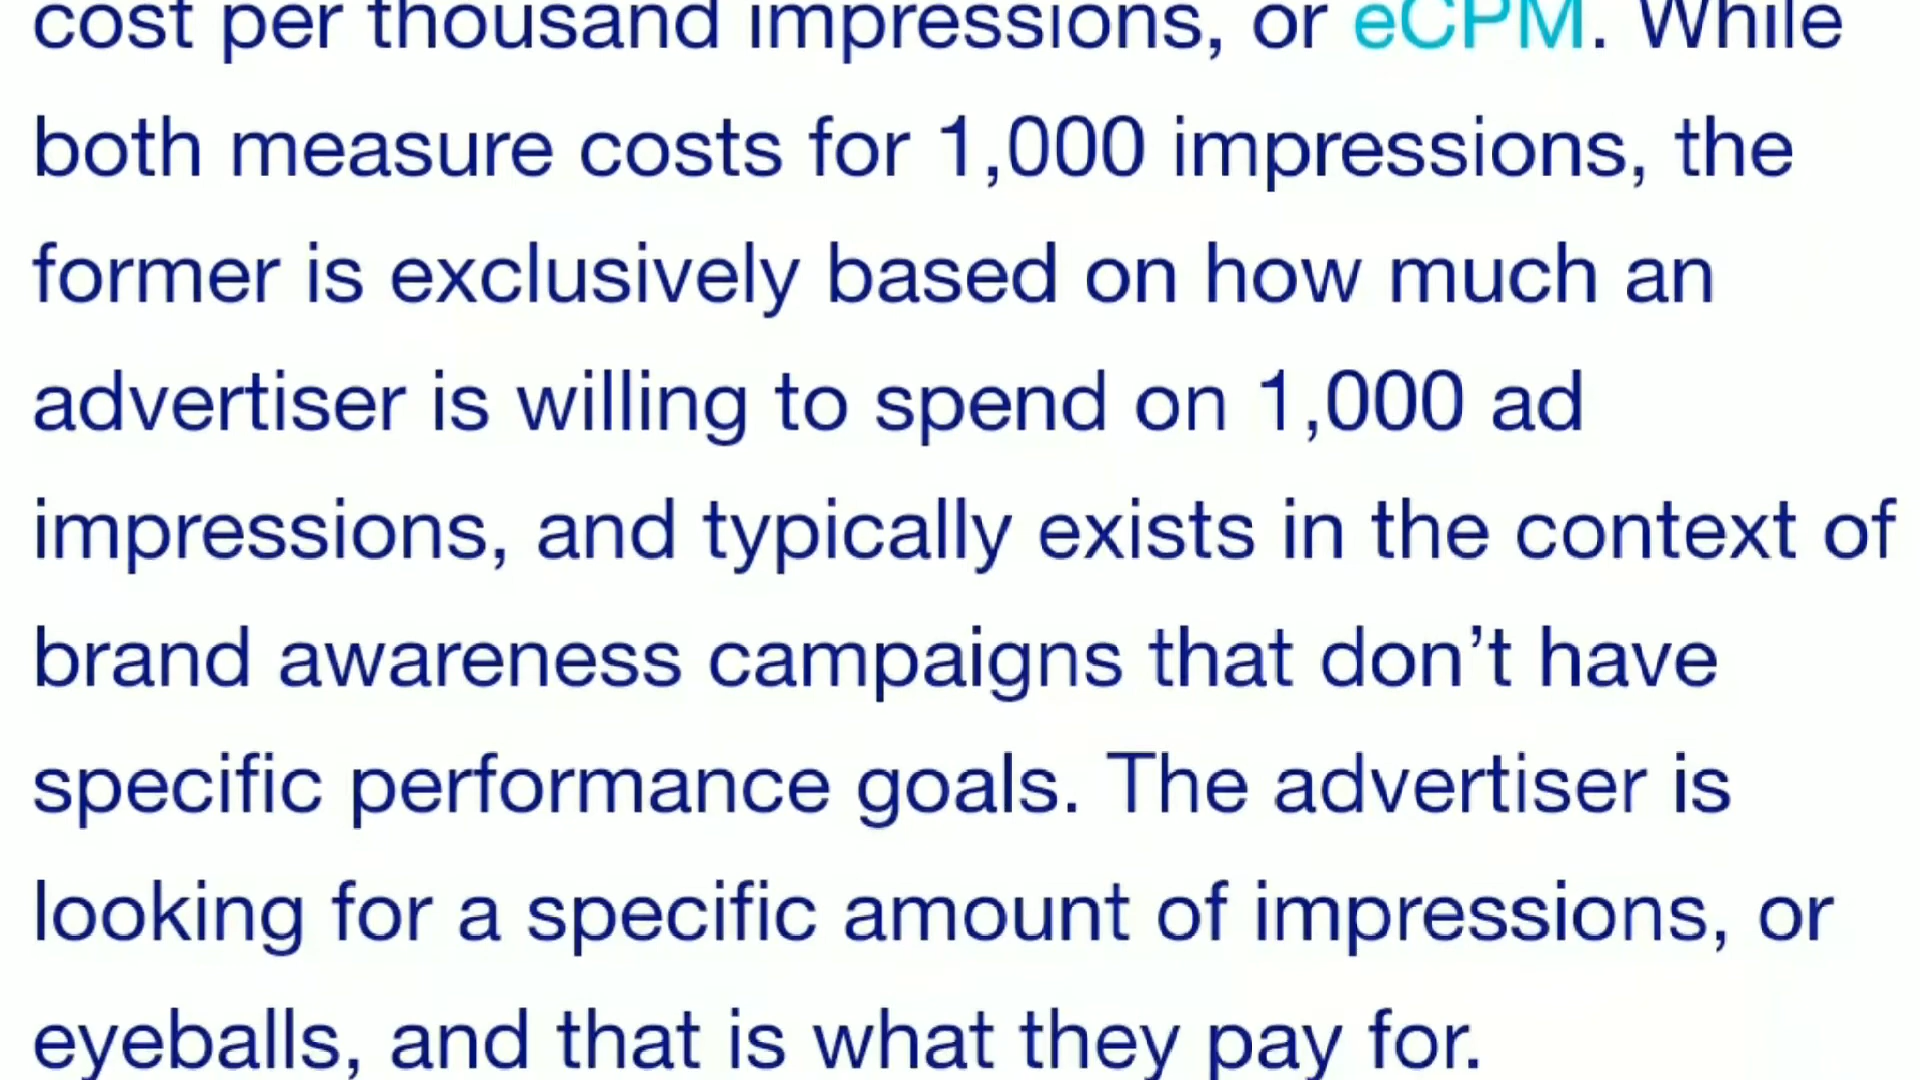 cost per thousand impressions, or eCPM. While
both measure costs for 1,000 impressions, the
former is exclusively based on how much an
advertiser is willing to spend on 1,000 ad
impressions, and typically exists in the context of
brand awareness campaigns that don’t have
specific performance goals. The advertiser is
looking for a specific amount of impressions, or
eyeballs, and that is what they pay for.